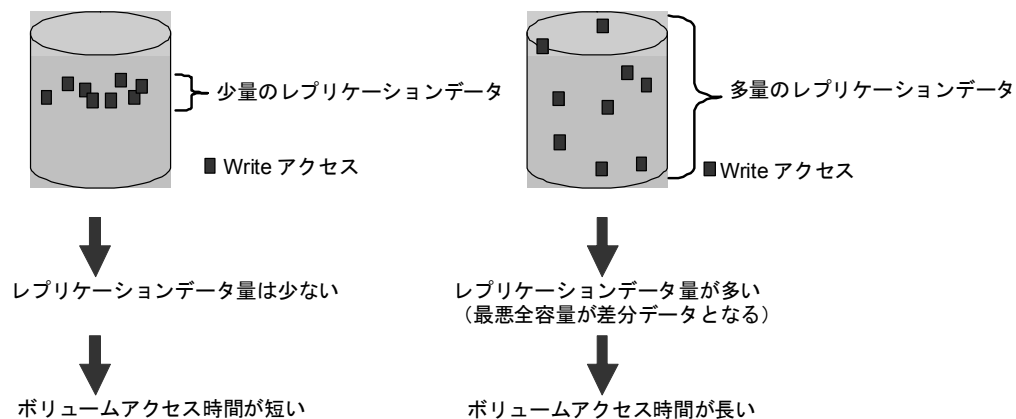 少量のレプリケーションデータ
Write アクセス
レプリケーションデータ量は少ない
ボリュームアクセス時間が短い
多量のレプリケーションデータ
Write アクセス
レプリケーションデータ量が多い
（最悪全容量が差分データとなる）
ボリュームアクセス時間が長い